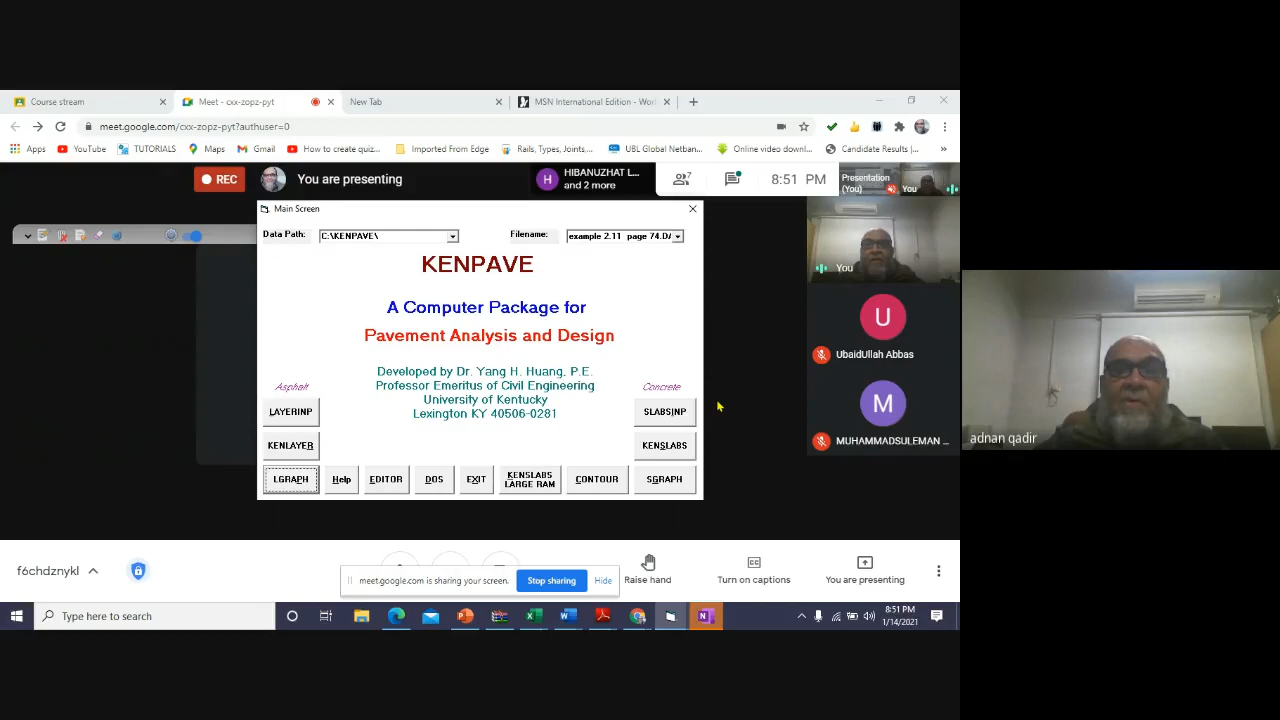 Course stream
Meet - cxx-zopz-pyt
New Tab
MSN International Edition - Worl
meet.google.com/cxx-zopz-pyt?authuser=0
Apps
YouTube
TUTORIALS
Maps
Gmail
How to create quiz...
Imported From Edge
Rails, Types, Joints,...
UBL Global Netban...
Online video downl...
Candidate Results |...
REC
You are presenting
H
HIBANUZHAT L...
and 2 more
7
8:51 PM
Presentation
(You)
You
Main Screen
Data Path:
C:\KENPAVE\
Filename:
example 2.11 page 74.DA
KENPAVE
A Computer Package for
Pavement Analysis and Design
Developed by Dr. Yang H. Huang, P.E.
Professor Emeritus of Civil Engineering
University of Kentucky
Lexington KY 40506-0281
Asphalt
Concrete
LAYERINP
SLABSINP
KENLAYER
KENSLABS
LGRAPH
Help
EDITOR
DOS
EXIT
KENSLABS
LARGE RAM
CONTOUR
SGRAPH
You
U
UbaidUllah Abbas
M
MUHAMMADSULEMAN ...
adnan qadir
f6chdznykl
meet.google.com is sharing your screen.
Stop sharing
Hide
Raise hand
Turn on captions
You are presenting
Type here to search
8:51 PM
1/14/2021